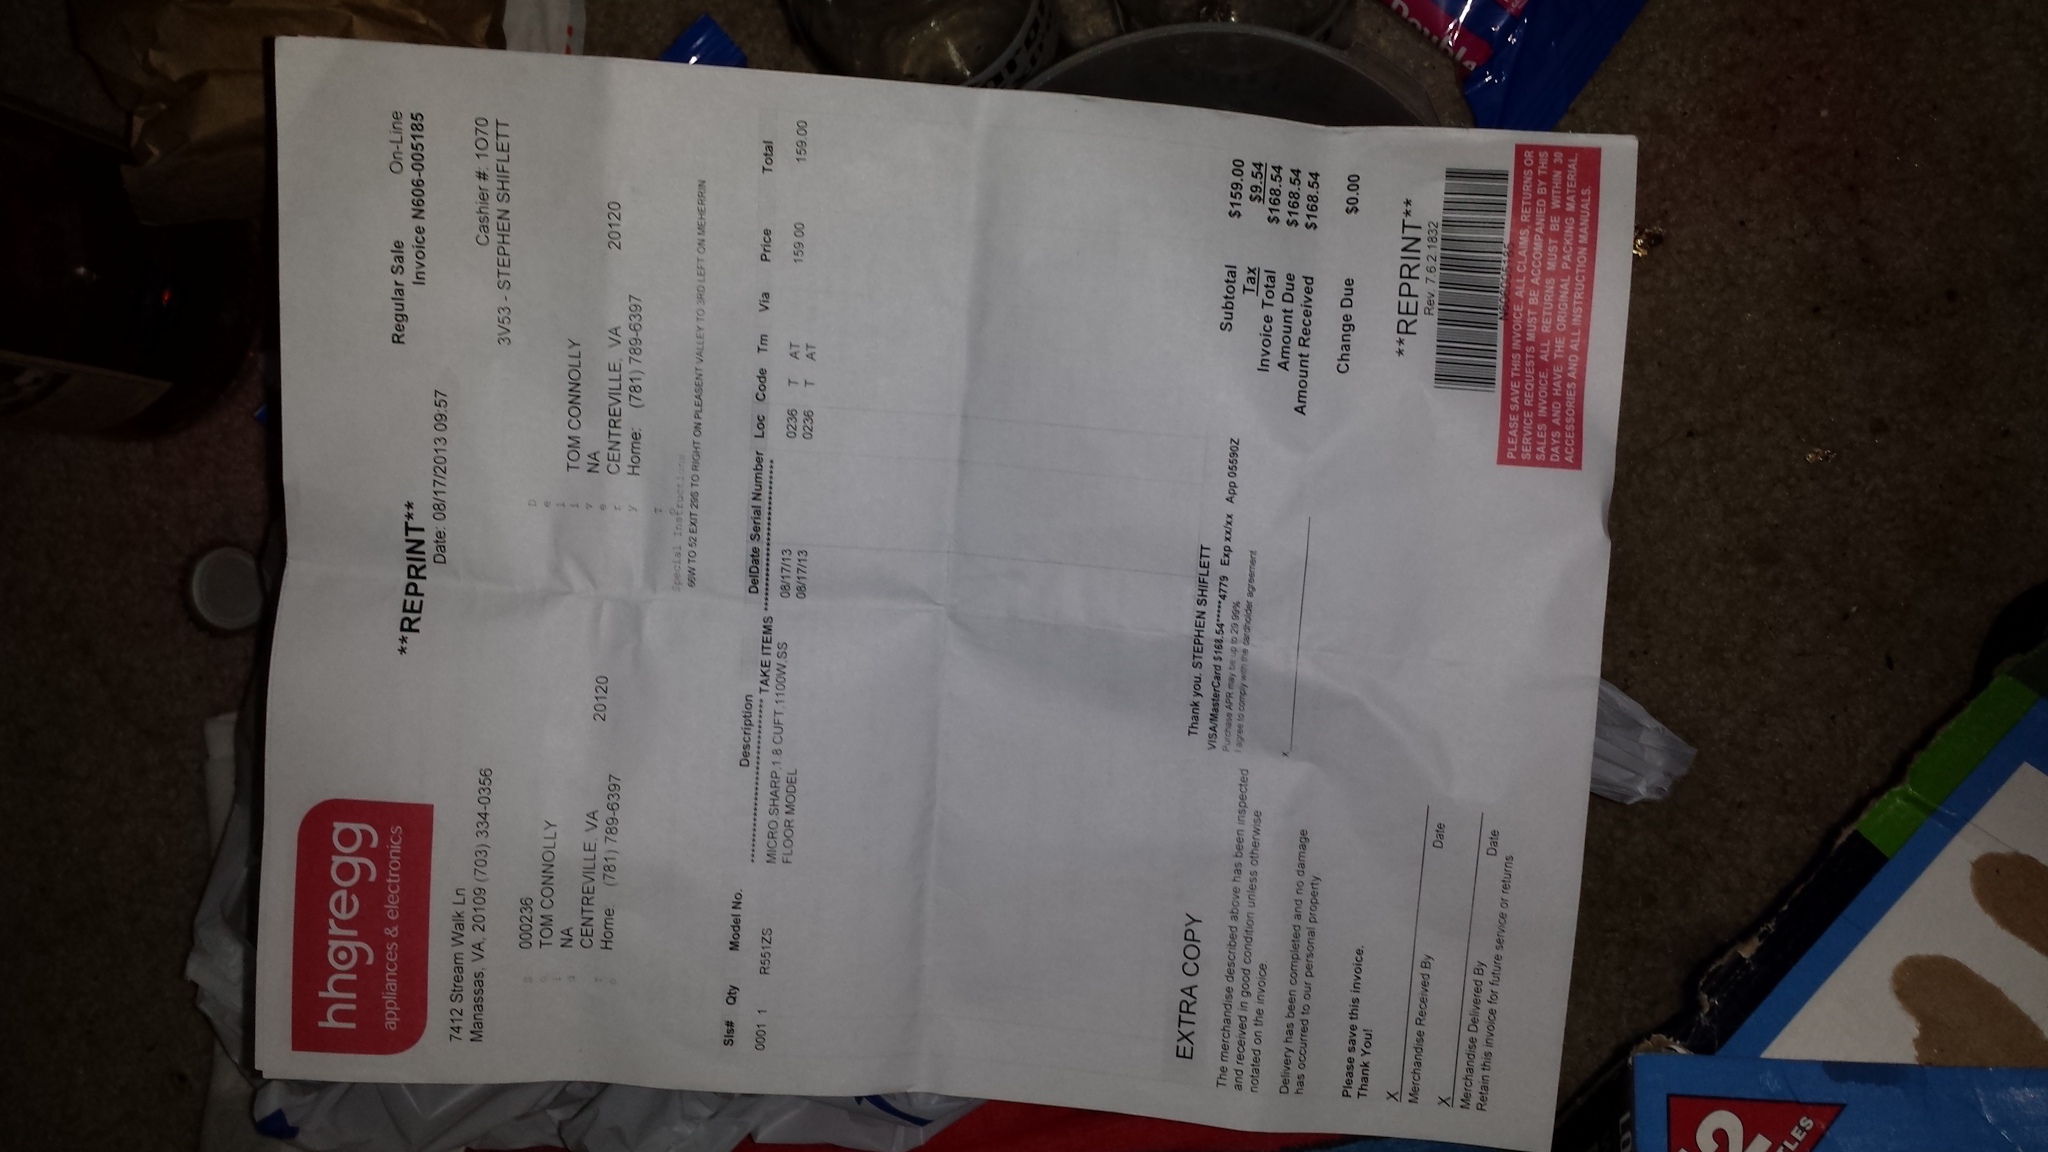 hhgregg
appliances & electronics
**REPRINT**
Date: 08/17/2013 09:57
Regular Sale On-Line
Invoice N606-005185
7412 Stream Walk Ln
Manassas, VA, 20109 (703) 334-0356
Cashier #: 1O70
3V53 - STEPHEN SHIFLETT
000236
TOM CONNOLLY
NA
CENTREVILLE, VA 20120
Home: (781) 789-6397
Delivery To
TOM CONNOLLY
NA
CENTREVILLE, VA 20120
Home: (781) 789-6397
Special Instructions
66W TO 52 EXIT 29S TO RIGHT ON PLEASENT VALLEY TO 3RD LEFT ON MEHERRIN
Sls# Qty Model No. Description DelDate Serial Number Loc Code Tm Via Price Total
******************************** TAKE ITEMS ********************************
0001 1 R551ZS MICRO,SHARP,1.8 CUFT,1100W,SS 08/17/13 0236 T AT 159.00 159.00
FLOOR MODEL 08/17/13 0236 T AT
EXTRA COPY
The merchandise described above has been inspected
and received in good condition unless otherwise
notated on the invoice.
Delivery has been completed and no damage
has occurred to our personal property.
Please save this invoice.
Thank You!
X
Merchandise Received By Date
X
Merchandise Delivered By Date
Retain this invoice for future service or returns.
Thank you, STEPHEN SHIFLETT
VISA/MasterCard $168.54*****4779 Exp xx/xx App 05590Z
Purchase APR may be up to 29.99%
I agree to comply with the cardholder agreement
x
Subtotal $159.00
Tax $9.54
Invoice Total $168.54
Amount Due $168.54
Amount Received $168.54
Change Due $0.00
**REPRINT**
Rev. 7.6.2.1832
N606005185
PLEASE SAVE THIS INVOICE. ALL CLAIMS, RETURNS OR
SERVICE REQUESTS MUST BE ACCOMPANIED BY THIS
SALES INVOICE. ALL RETURNS MUST BE WITHIN 30
DAYS AND HAVE THE ORIGINAL PACKING MATERIAL,
ACCESSORIES AND ALL INSTRUCTION MANUALS.